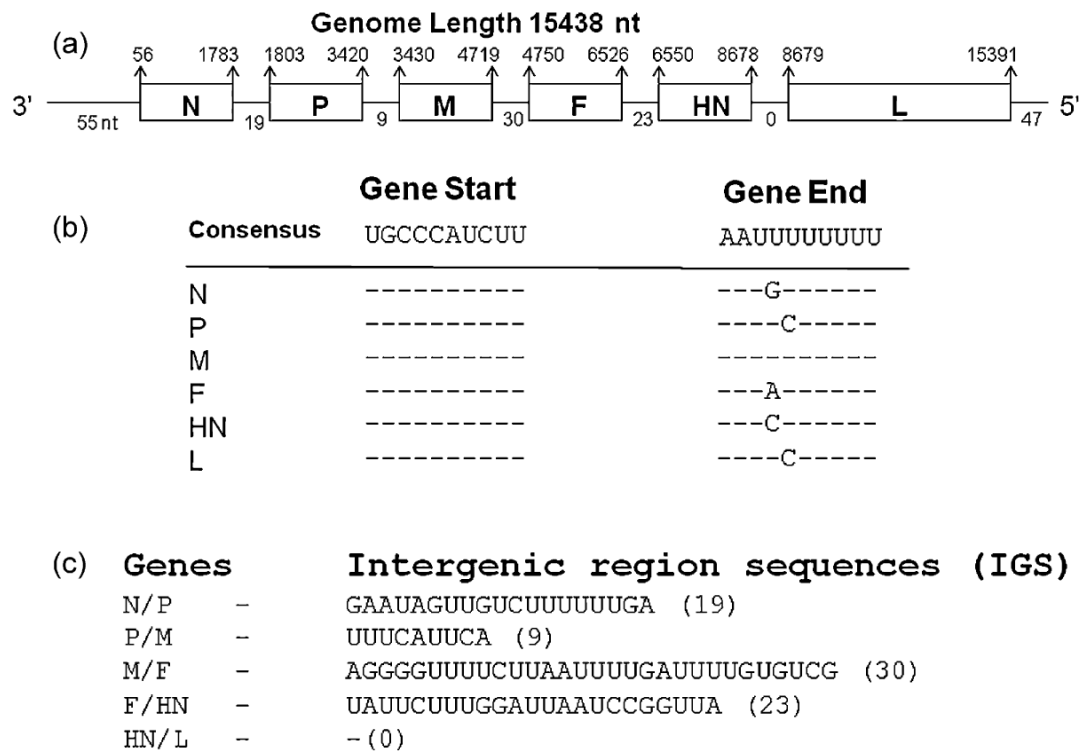 (a) Genome Length 15438 nt
56 1783 1803 3420 3430 4719 4750 6526 6550 8678 8679 15391
3' N P M F HN L 5'
55 nt 19 9 30 23 0 47
Gene Start Gene End
(b) Consensus UGCCCAUCUU AAUUUUUUUU
N ---------- ---G------
P ---------- ----C-----
M ---------- ----------
F ---------- ---A------
HN ---------- ---C------
L ---------- ----C-----
(c) Genes Intergenic region sequences (IGS)
N/P - GAAUAGUUGUCUUUUUUGA (19)
P/M - UUUCAUUCA (9)
M/F - AGGGGUUUUCUUAAUUUUGAUUUUGUGUCG (30)
F/HN - UAUUCUUUGGAUUAAUCCGGUUA (23)
HN/L - -(0)